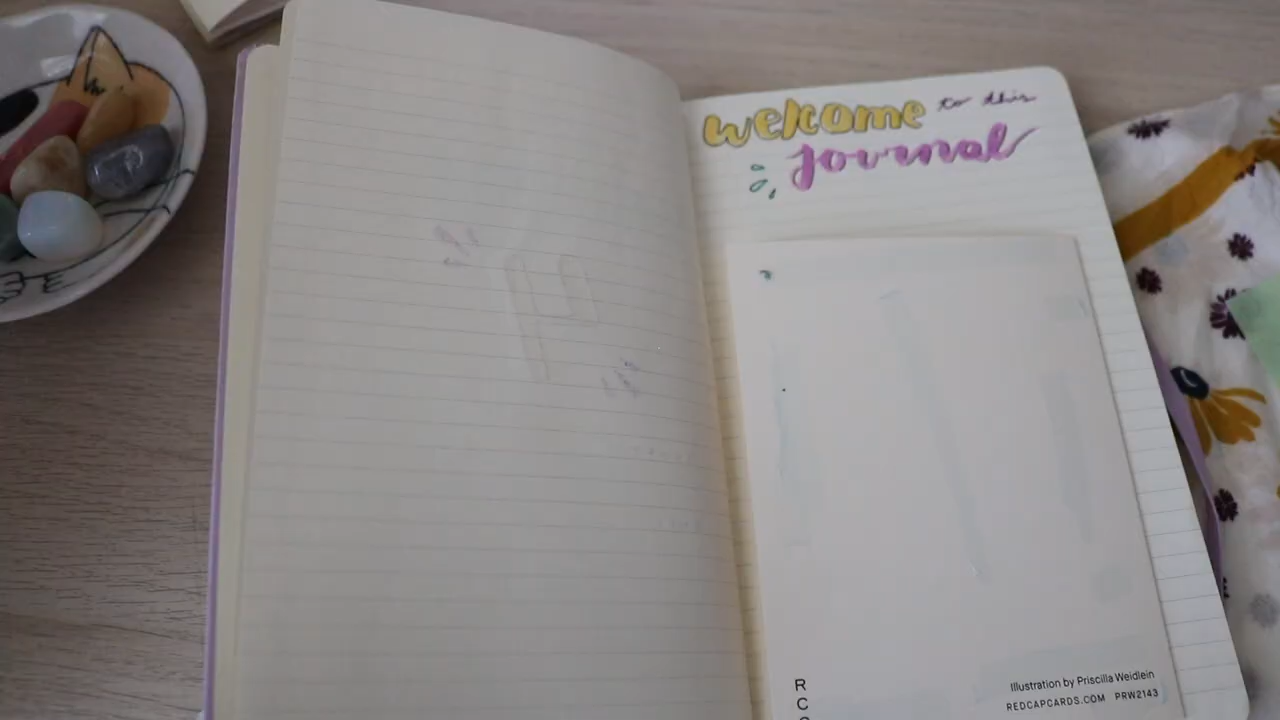 welcome to this
journal
R
C
Illustration by Priscilla Weidlein
REDCAPCARDS.COM PRW2143